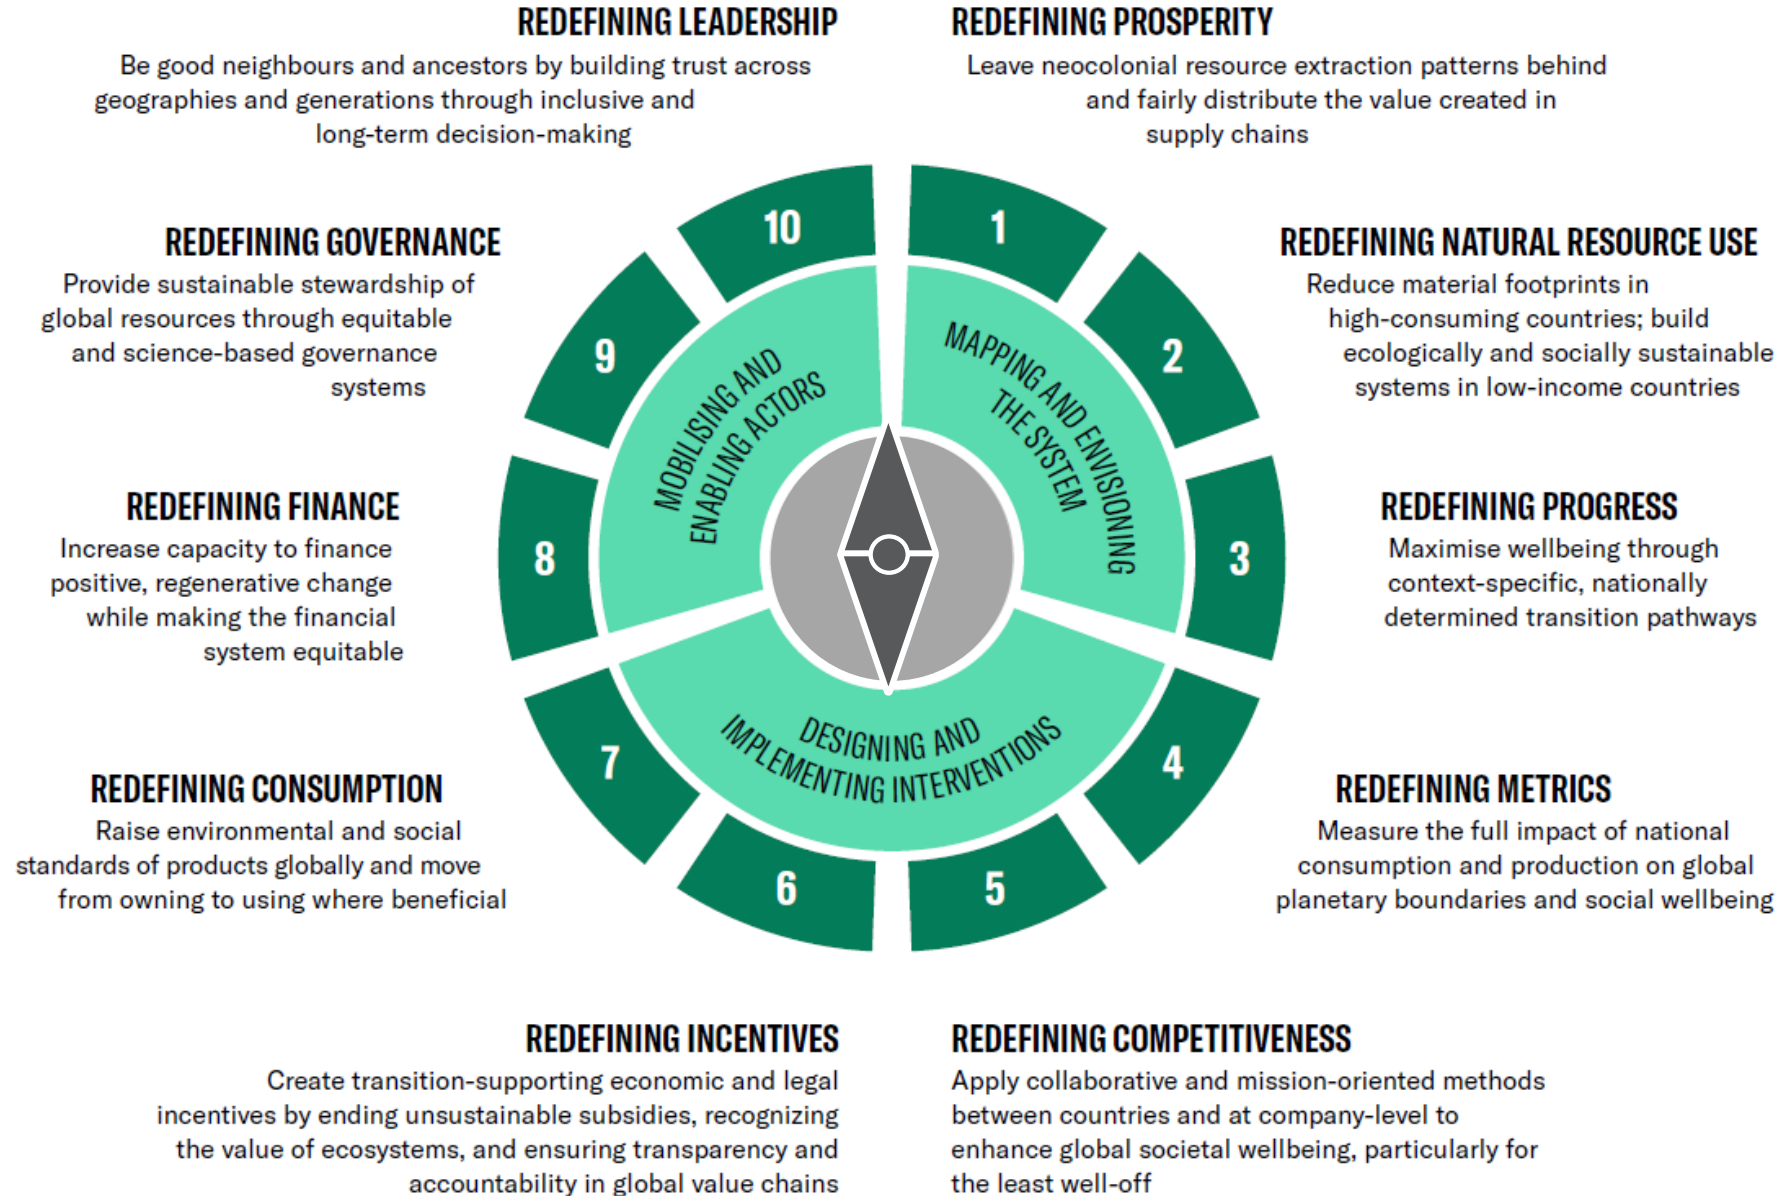 REDEFINING LEADERSHIP
Be good neighbours and ancestors by building trust across
geographies and generations through inclusive and
long-term decision-making
REDEFINING PROSPERITY
Leave neocolonial resource extraction patterns behind
and fairly distribute the value created in
supply chains
REDEFINING GOVERNANCE
Provide sustainable stewardship of
global resources through equitable
and science-based governance
systems
REDEFINING NATURAL RESOURCE USE
Reduce material footprints in
high-consuming countries; build
ecologically and socially sustainable
systems in low-income countries
REDEFINING FINANCE
Increase capacity to finance
positive, regenerative change
while making the financial
system equitable
REDEFINING PROGRESS
Maximise wellbeing through
context-specific, nationally
determined transition pathways
REDEFINING CONSUMPTION
Raise environmental and social
standards of products globally and move
from owning to using where beneficial
REDEFINING METRICS
Measure the full impact of national
consumption and production on global
planetary boundaries and social wellbeing
REDEFINING INCENTIVES
Create transition-supporting economic and legal
incentives by ending unsustainable subsidies, recognizing
the value of ecosystems, and ensuring transparency and
accountability in global value chains
REDEFINING COMPETITIVENESS
Apply collaborative and mission-oriented methods
between countries and at company-level to
enhance global societal wellbeing, particularly for
the least well-off
1
2
3
4
5
6
7
8
9
10
MAPPING AND ENVISIONING
THE SYSTEM
DESIGNING AND
IMPLEMENTING INTERVENTIONS
MOBILISING AND
ENABLING ACTORS